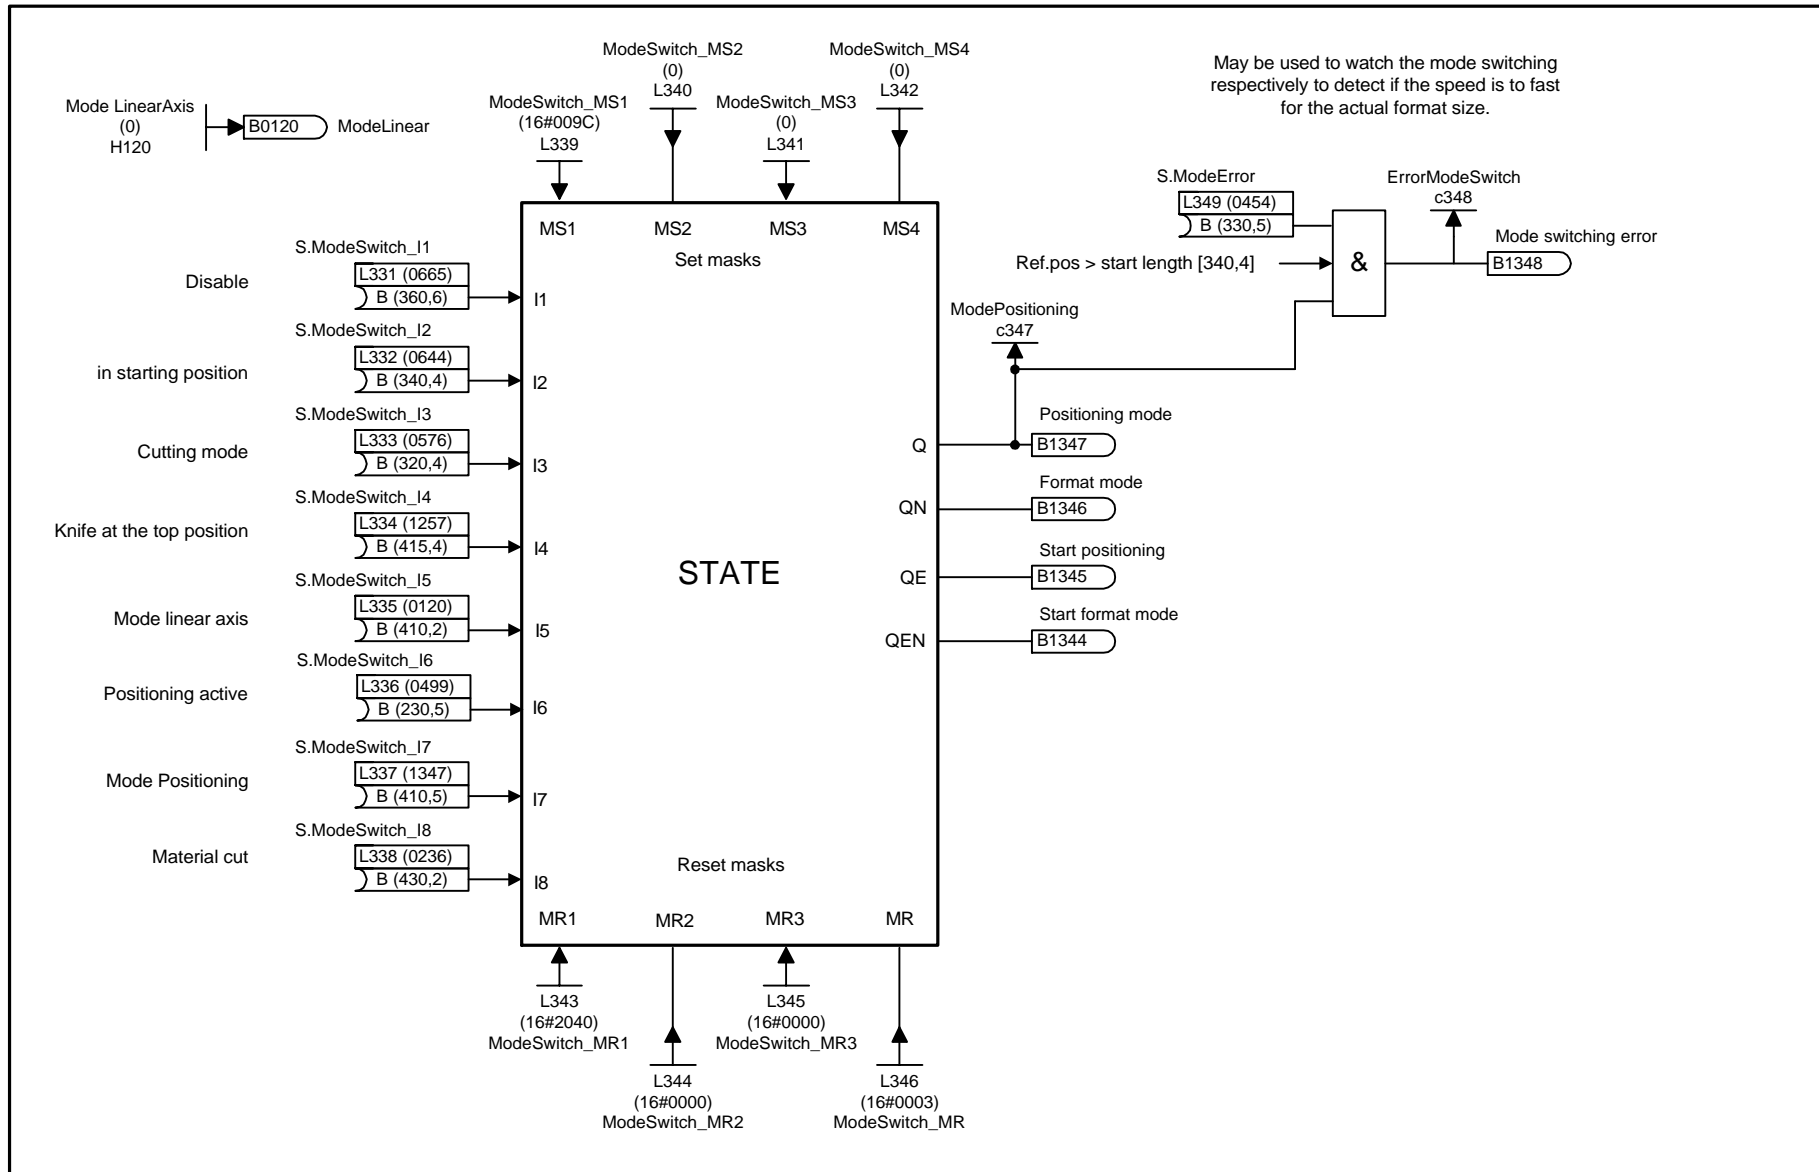 Mode LinearAxis
(0)
H120
B0120
ModeLinear
ModeSwitch_MS2
(0)
L340
ModeSwitch_MS4
(0)
L342
ModeSwitch_MS1
(16#009C)
L339
ModeSwitch_MS3
(0)
L341
May be used to watch the mode switching
respectively to detect if the speed is to fast
for the actual format size.
S.ModeError
L349 (0454)
B (330,5)
Ref.pos > start length [340,4]
&
ErrorModeSwitch
c348
Mode switching error
B1348
ModePositioning
c347
MS1
MS2
MS3
MS4
Set masks
Disable
S.ModeSwitch_I1
L331 (0665)
B (360,6)
I1
in starting position
S.ModeSwitch_I2
L332 (0644)
B (340,4)
I2
Cutting mode
S.ModeSwitch_I3
L333 (0576)
B (320,4)
I3
Knife at the top position
S.ModeSwitch_I4
L334 (1257)
B (415,4)
I4
Mode linear axis
S.ModeSwitch_I5
L335 (0120)
B (410,2)
I5
Positioning active
S.ModeSwitch_I6
L336 (0499)
B (230,5)
I6
Mode Positioning
S.ModeSwitch_I7
L337 (1347)
B (410,5)
I7
Material cut
S.ModeSwitch_I8
L338 (0236)
B (430,2)
I8
STATE
Q
Positioning mode
B1347
QN
Format mode
B1346
QE
Start positioning
B1345
QEN
Start format mode
B1344
Reset masks
MR1
MR2
MR3
MR
L343
(16#2040)
ModeSwitch_MR1
L345
(16#0000)
ModeSwitch_MR3
L344
(16#0000)
ModeSwitch_MR2
L346
(16#0003)
ModeSwitch_MR